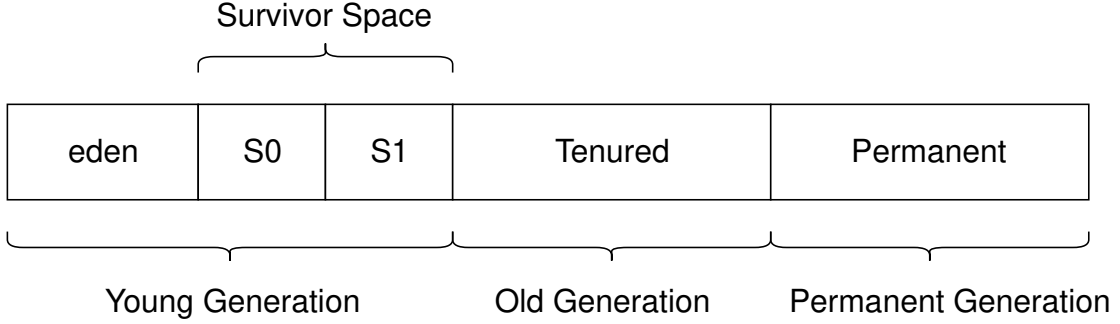 Survivor Space
eden S0 S1 Tenured Permanent
Young Generation Old Generation Permanent Generation